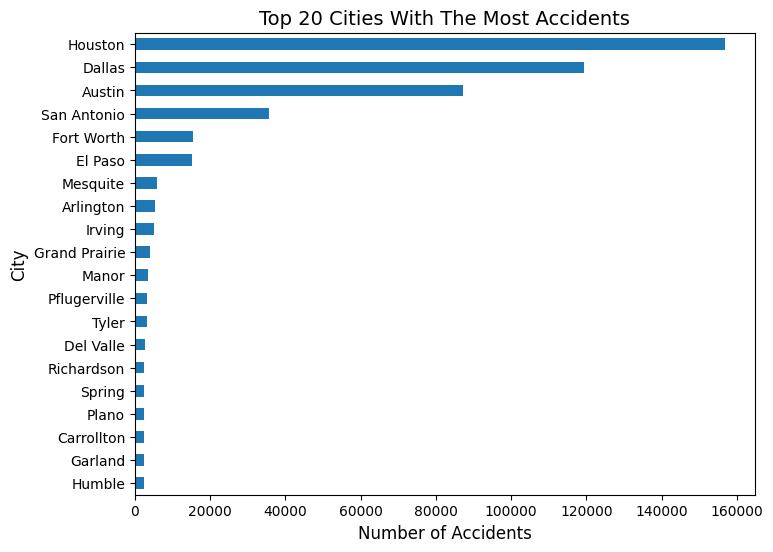 Top 20 Cities With The Most Accidents
City
Houston
Dallas
Austin
San Antonio
Fort Worth
El Paso
Mesquite
Arlington
Irving
Grand Prairie
Manor
Pflugerville
Tyler
Del Valle
Richardson
Spring
Plano
Carrollton
Garland
Humble
0 20000 40000 60000 80000 100000 120000 140000 160000
Number of Accidents